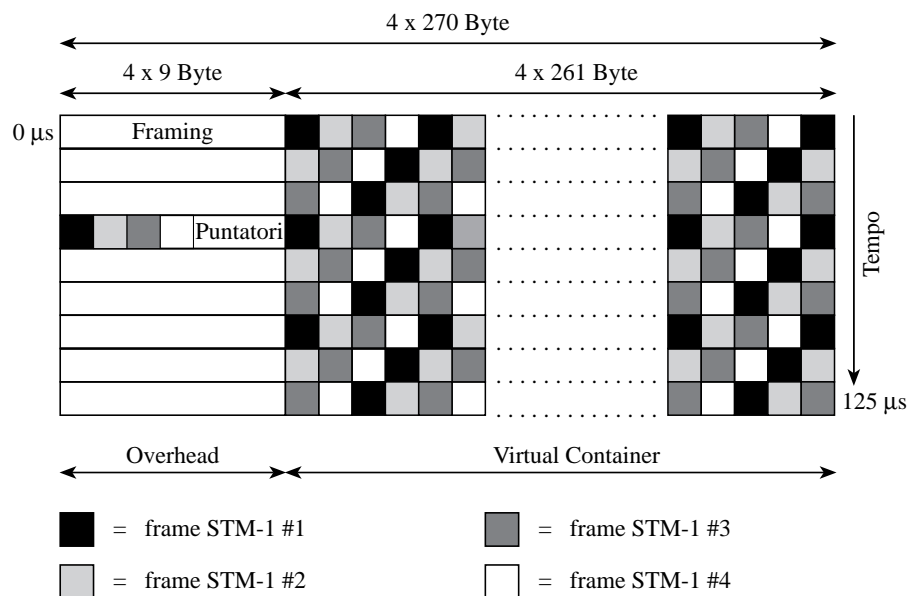 4 x 270 Byte
4 x 9 Byte
4 x 261 Byte
0 μs
Framing
Puntatori
Tempo
125 μs
Overhead
Virtual Container
= frame STM-1 #1
= frame STM-1 #3
= frame STM-1 #2
= frame STM-1 #4